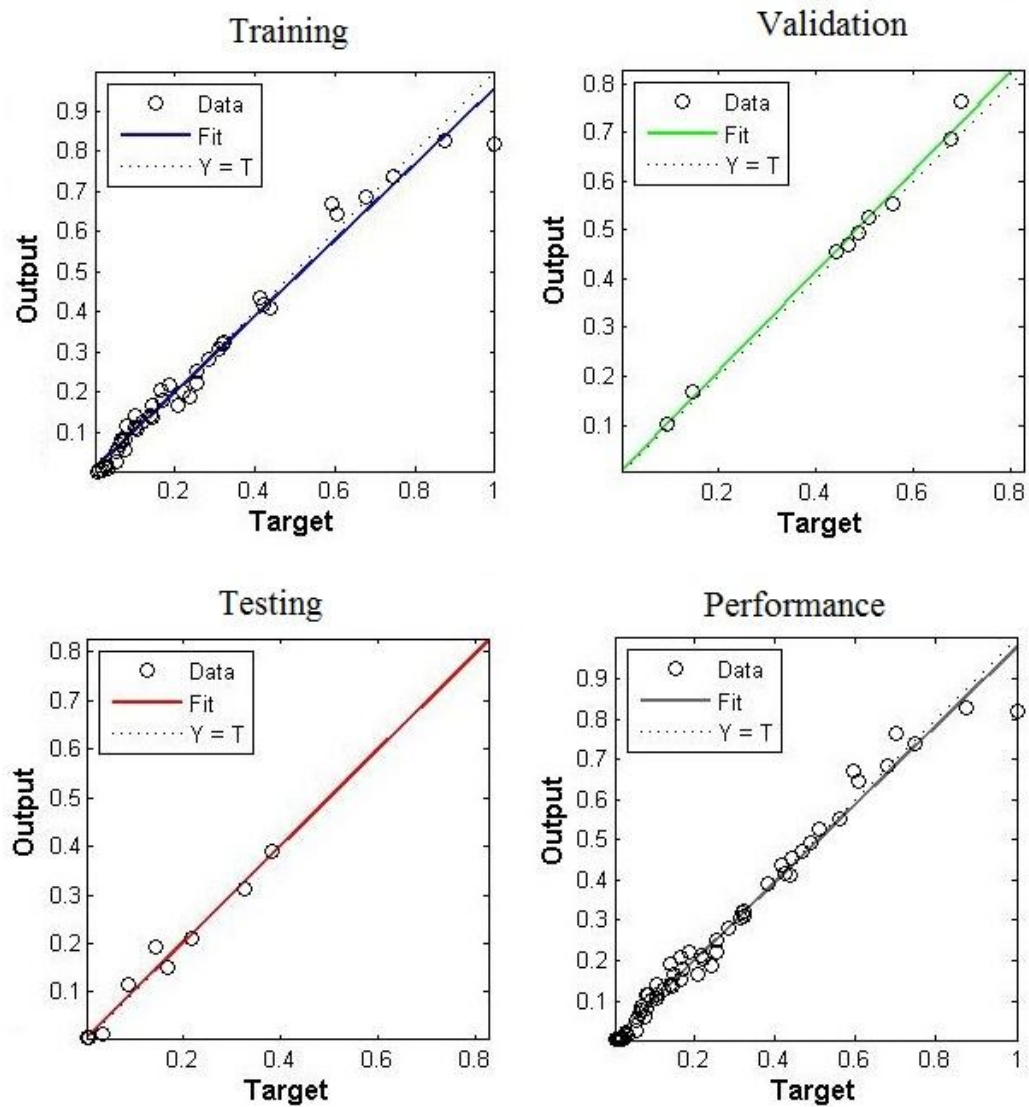 Training
Data
Fit
Y = T
0.9
0.8
0.7
0.6
0.5
0.4
0.3
0.2
0.1
Output
0.2
0.4
0.6
0.8
1
Target
Validation
Data
Fit
Y = T
0.8
0.7
0.6
0.5
0.4
0.3
0.2
0.1
Output
0.2
0.4
0.6
0.8
Target
Testing
Data
Fit
Y = T
0.8
0.7
0.6
0.5
0.4
0.3
0.2
0.1
Output
0.2
0.4
0.6
0.8
Target
Performance
Data
Fit
Y = T
0.9
0.8
0.7
0.6
0.5
0.4
0.3
0.2
0.1
Output
0.2
0.4
0.6
0.8
1
Target